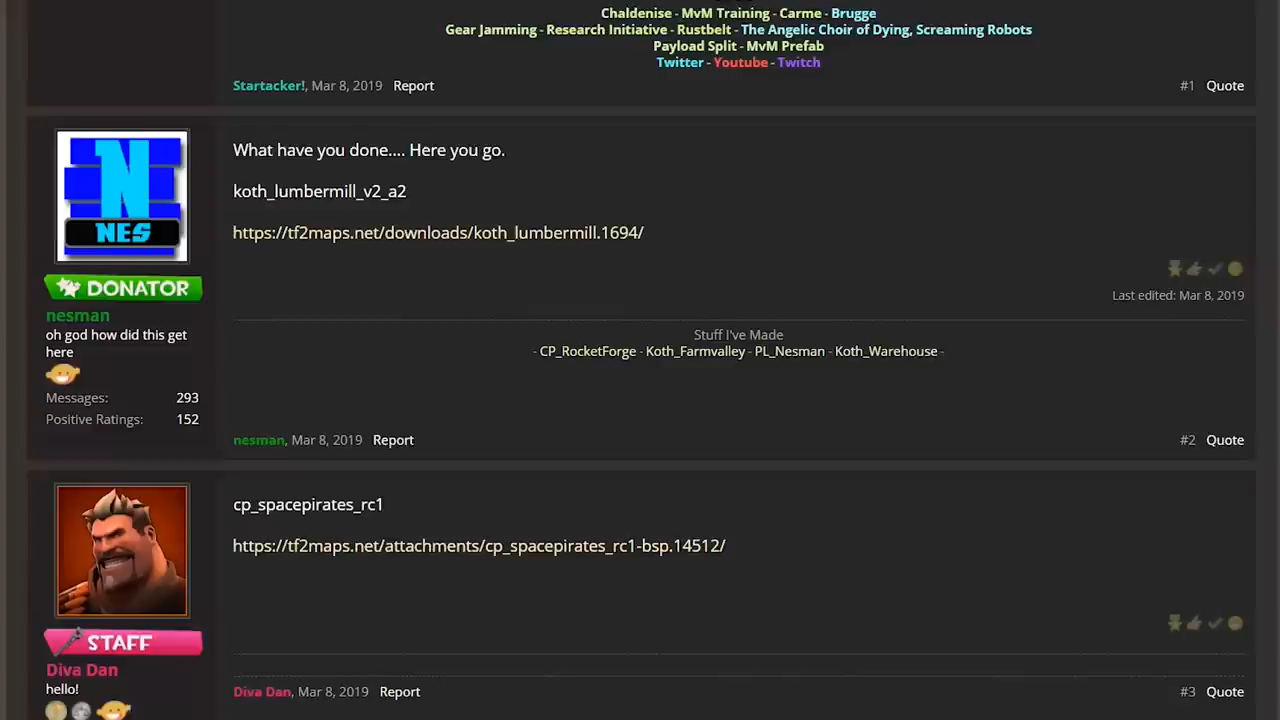 Chaldenise - MvM Training - Carme - Brugge
Gear Jamming - Research Initiative - Rustbelt - The Angelic Choir of Dying, Screaming Robots
Payload Split - MvM Prefab
Twitter - Youtube - Twitch
Startacker!, Mar 8, 2019 Report #1 Quote
N
NES
DONATOR
nesman
oh god how did this get
here
Messages: 293
Positive Ratings: 152
What have you done.... Here you go.
koth_lumbermill_v2_a2
https://tf2maps.net/downloads/koth_lumbermill.1694/
Last edited: Mar 8, 2019
Stuff I've Made
- CP_RocketForge - Koth_Farmvalley - PL_Nesman - Koth_Warehouse -
nesman, Mar 8, 2019 Report #2 Quote
STAFF
Diva Dan
hello!
cp_spacepirates_rc1
https://tf2maps.net/attachments/cp_spacepirates_rc1-bsp.14512/
Diva Dan, Mar 8, 2019 Report #3 Quote